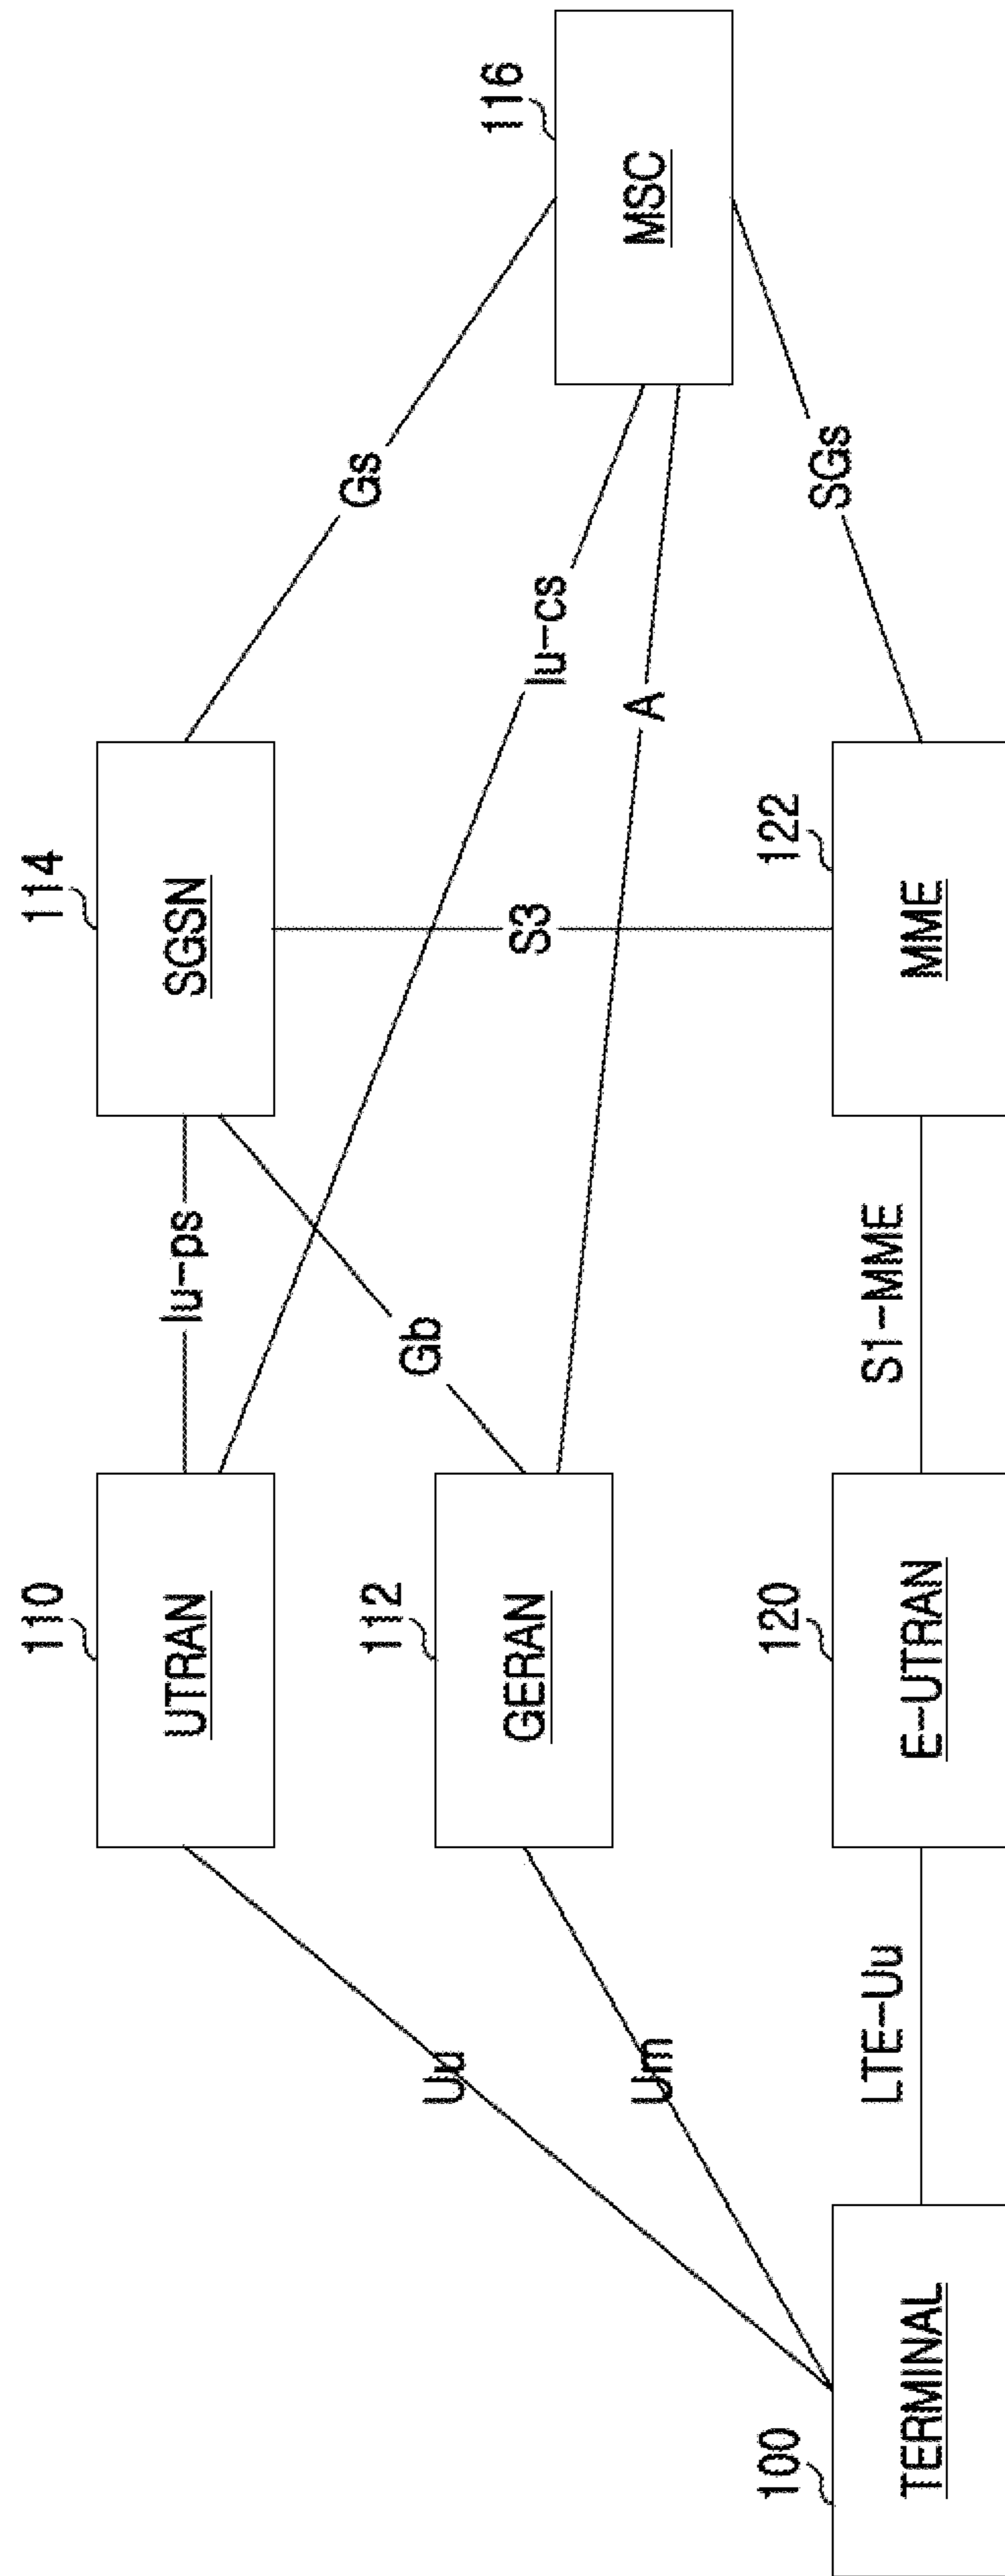 110
UTRAN
Iu-ps
114
SGSN
Gs
Uu
112
GERAN
Gb
Iu-cs
116
MSC
Um
S3
A
100
TERMINAL
LTE-Uu
120
E-UTRAN
S1-MME
122
MME
SGs